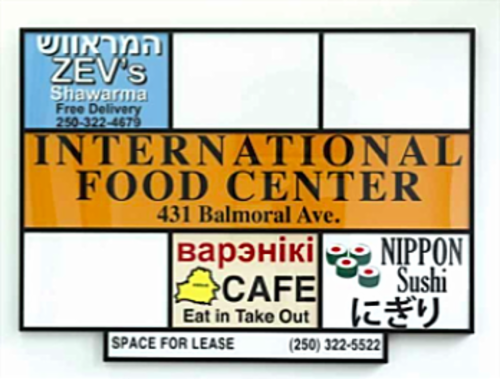 שווארמה
ZEV's
Shawarma
Free Delivery
250-322-4679
INTERNATIONAL
FOOD CENTER
431 Balmoral Ave.
варэнікі
CAFE
Eat in Take Out
NIPPON
Sushi
にぎり
SPACE FOR LEASE (250) 322-5522